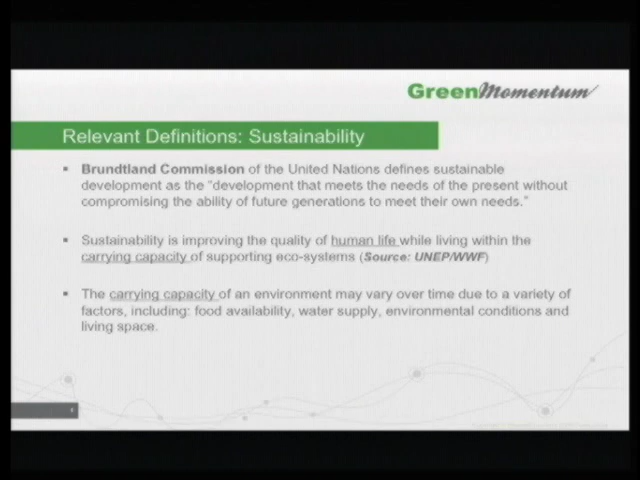 GreenMomentum
Relevant Definitions: Sustainability
Brundtland Commission of the United Nations defines sustainable
development as the "development that meets the needs of the present without
compromising the ability of future generations to meet their own needs."
Sustainability is improving the quality of human life while living within the
carrying capacity of supporting eco-systems (Source: UNEP/WWF)
The carrying capacity of an environment may vary over time due to a variety of
factors, including: food availability, water supply, environmental conditions and
living space.